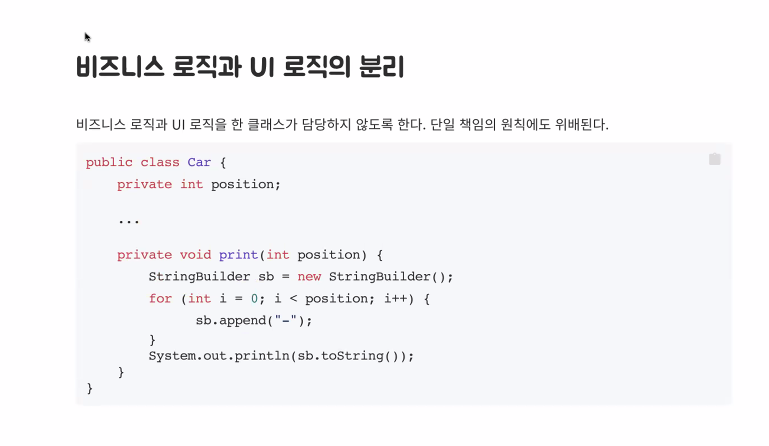 비즈니스 로직과 UI 로직의 분리
비즈니스 로직과 UI 로직을 한 클래스가 담당하지 않도록 한다. 단일 책임의 원칙에도 위배된다.
public class Car {
    private int position;
    ...
    private void print(int position) {
        StringBuilder sb = new StringBuilder();
        for (int i = 0; i < position; i++) {
              sb.append("-");
        }
        System.out.println(sb.toString());
    }
}